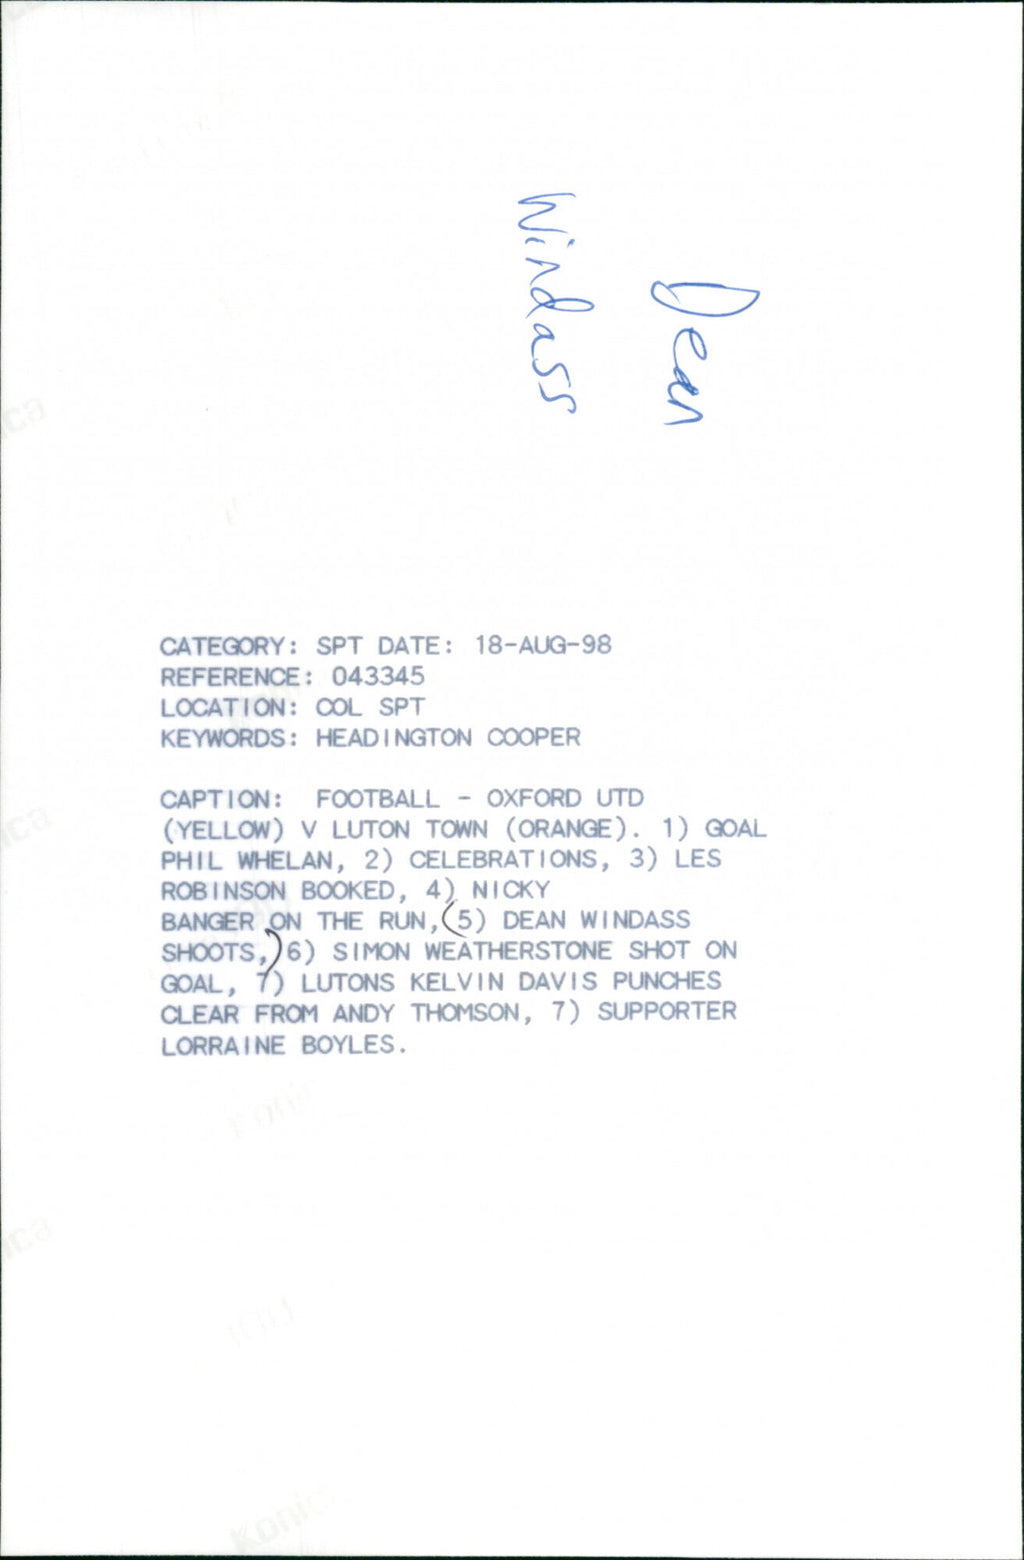 Dean
Windass
CATEGORY: SPT DATE: 18-AUG-98
REFERENCE: 043345
LOCATION: COL SPT
KEYWORDS: HEADINGTON COOPER
CAPTION: FOOTBALL - OXFORD UTD
(YELLOW) V LUTON TOWN (ORANGE). 1) GOAL
PHIL WHELAN, 2) CELEBRATIONS, 3) LES
ROBINSON BOOKED, 4) NICKY
BANGER ON THE RUN, (5) DEAN WINDASS
SHOOTS,) 6) SIMON WEATHERSTONE SHOT ON
GOAL, 7) LUTONS KELVIN DAVIS PUNCHES
CLEAR FROM ANDY THOMSON, 7) SUPPORTER
LORRAINE BOYLES.
Konic